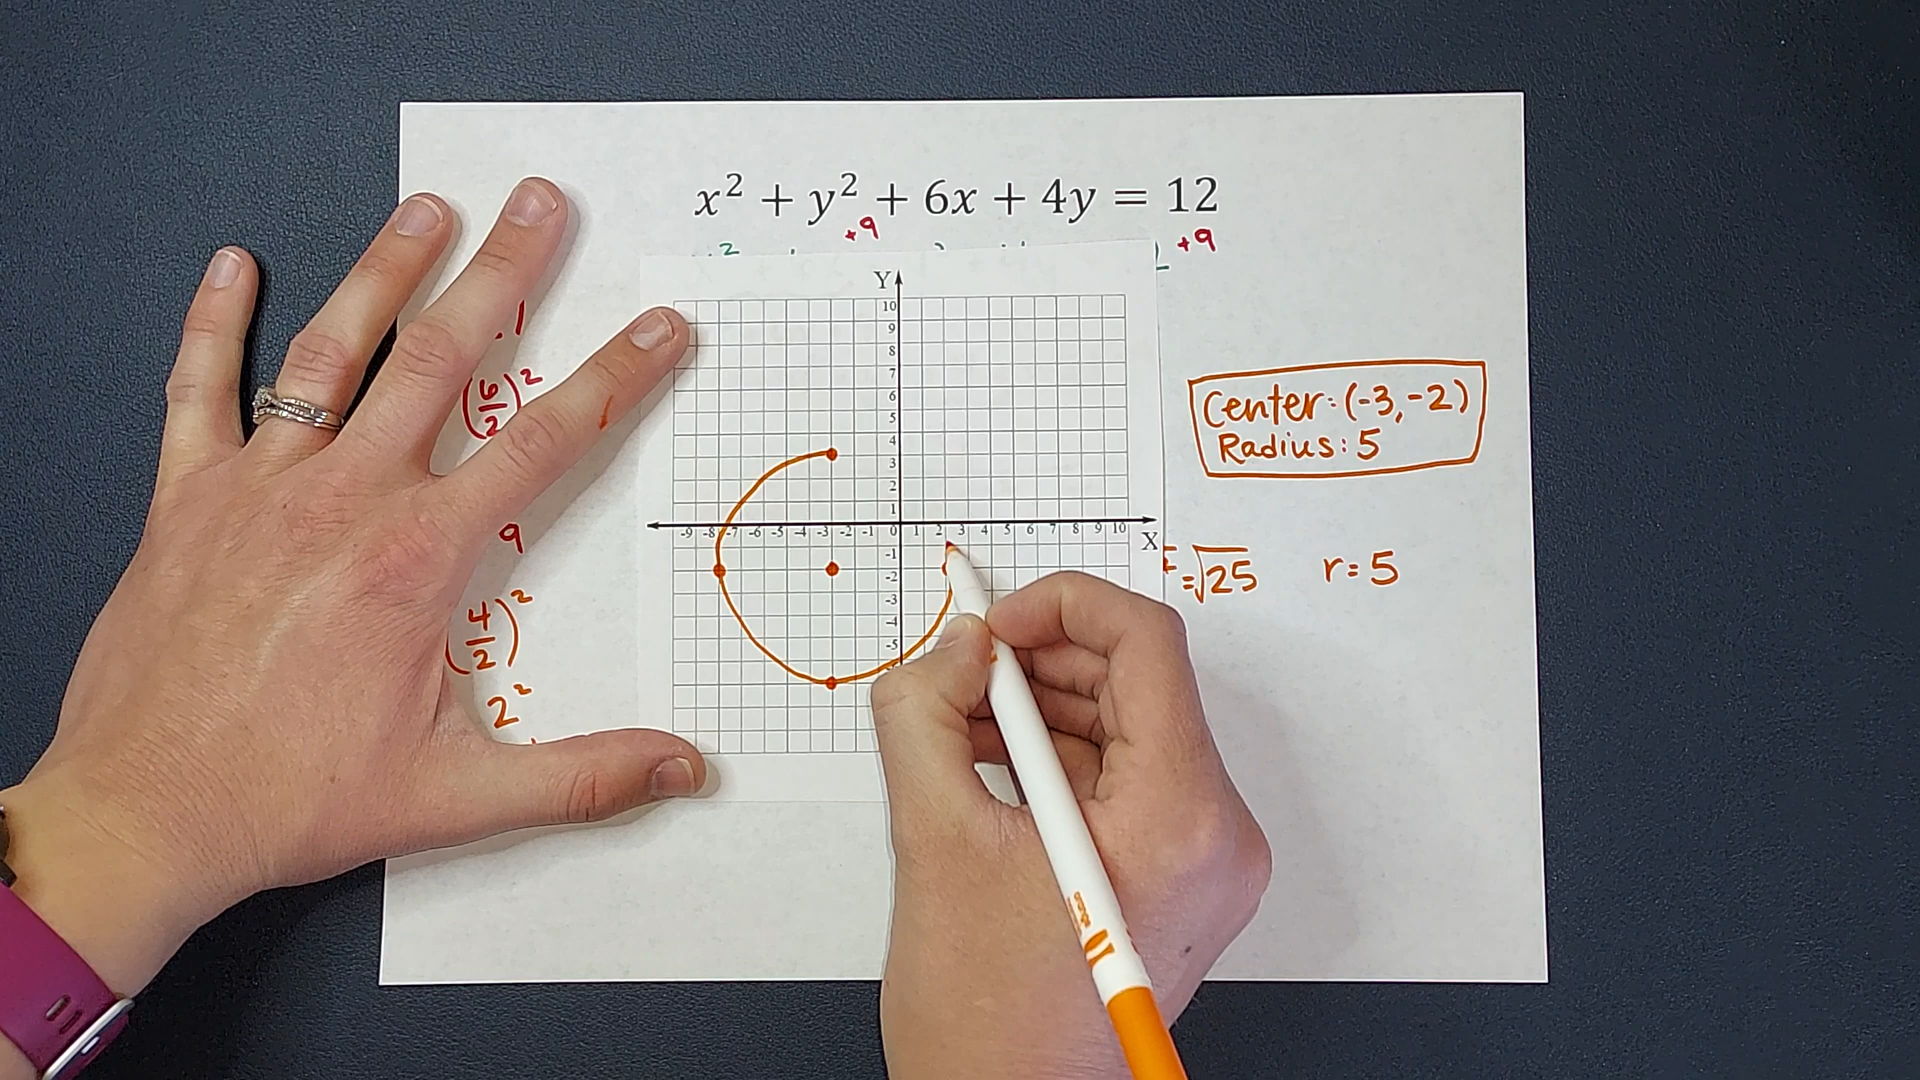 x² + y² + 6x + 4y = 12
+9 +9
(6/2)²
9
(4/2)²
2²
Y
10
9
8
7
6
5
4
3
2
1
-9 -8 -7 -6 -5 -4 -3 -2 -1 0 1 2 3 4 5 6 7 8 9 10 X
-1
-2
-3
-4
-5
Center: (-3,-2)
Radius: 5
=√25 r=5
orange